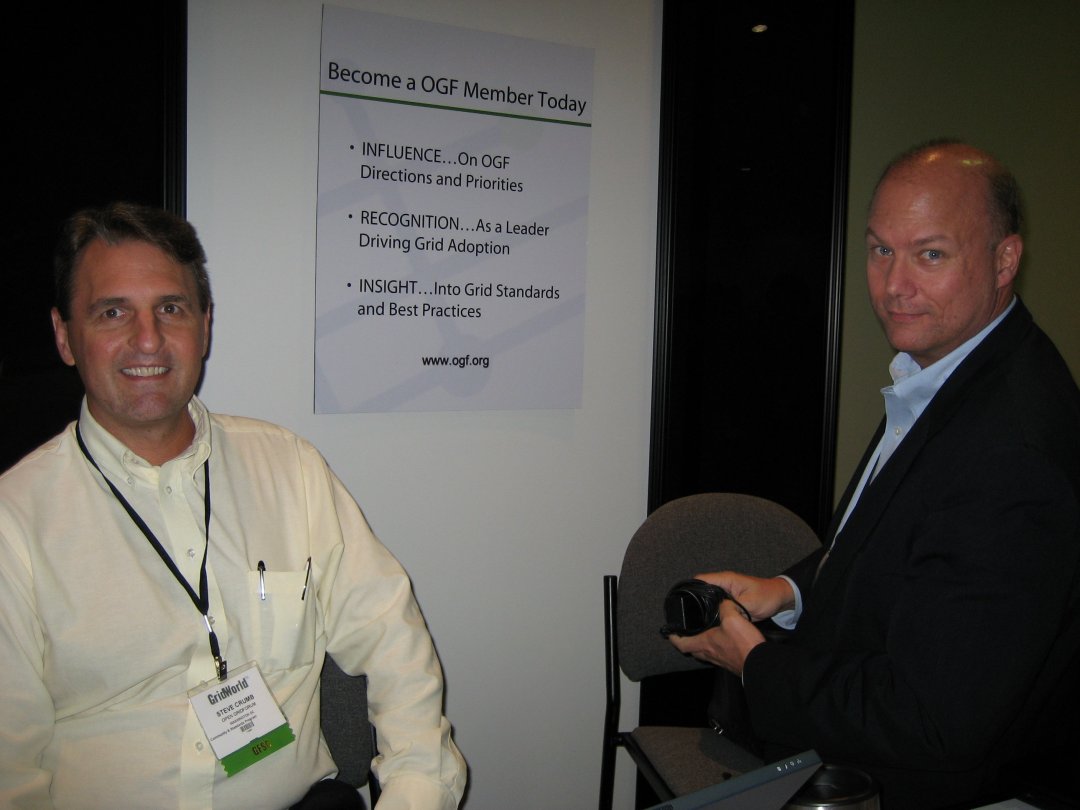 Become a OGF Member Today
• INFLUENCE...On OGF
Directions and Priorities
• RECOGNITION...As a Leader
Driving Grid Adoption
• INSIGHT...Into Grid Standards
and Best Practices
www.ogf.org
GridWorld
STEVE CRUMB
OPEN GRID FORUM
GFSG